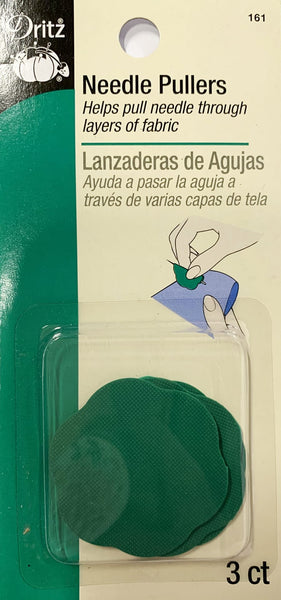 161
Dritz
®
Needle Pullers
Helps pull needle through
layers of fabric
Lanzaderas de Agujas
Ayuda a pasar la aguja a
través de varias capas de tela
3 ct